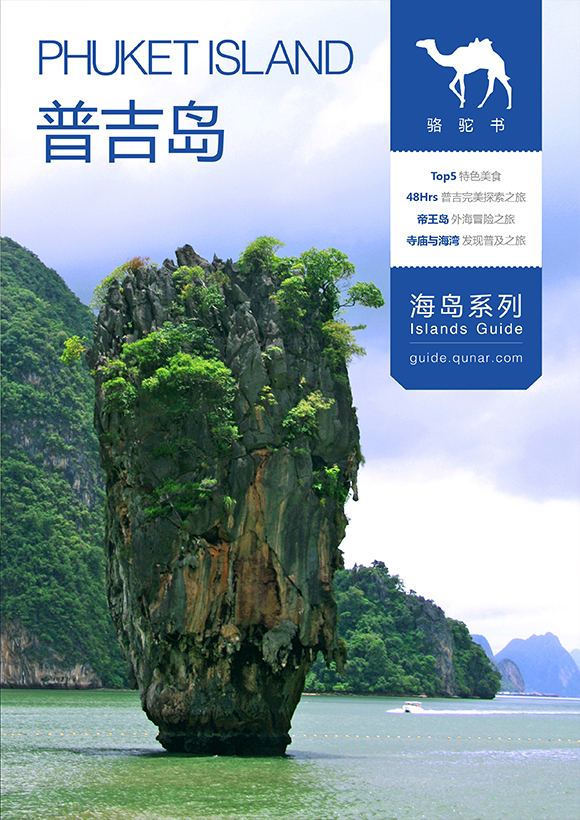 PHUKET ISLAND
普吉岛
骆驼书
Top5 特色美食
48Hrs 普吉完美探索之旅
帝王岛 外海冒险之旅
寺庙与海湾 发现普及之旅
海岛系列
Islands Guide
guide.qunar.com